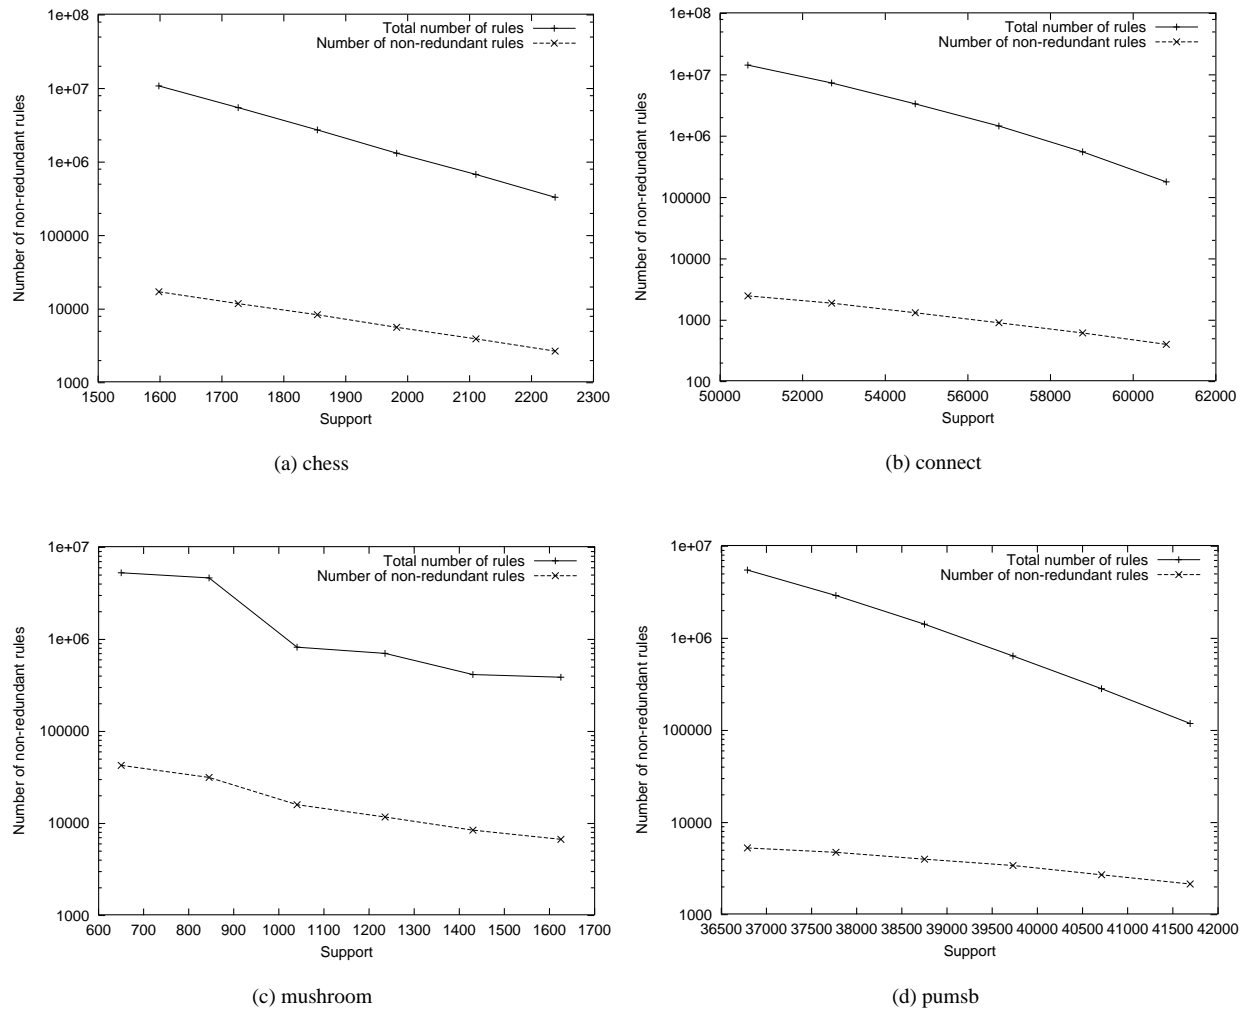 1e+08
1e+07
1e+06
100000
10000
1000
Number of non-redundant rules
Total number of rules
Number of non-redundant rules
1500 1600 1700 1800 1900 2000 2100 2200 2300
Support
(a) chess
1e+08
1e+07
1e+06
100000
10000
1000
100
Number of non-redundant rules
Total number of rules
Number of non-redundant rules
50000 52000 54000 56000 58000 60000 62000
Support
(b) connect
1e+07
1e+06
100000
10000
1000
Number of non-redundant rules
Total number of rules
Number of non-redundant rules
600 700 800 900 1000 1100 1200 1300 1400 1500 1600 1700
Support
(c) mushroom
1e+07
1e+06
100000
10000
1000
Number of non-redundant rules
Total number of rules
Number of non-redundant rules
36500 37000 37500 38000 38500 39000 39500 40000 40500 41000 41500 42000
Support
(d) pumsb